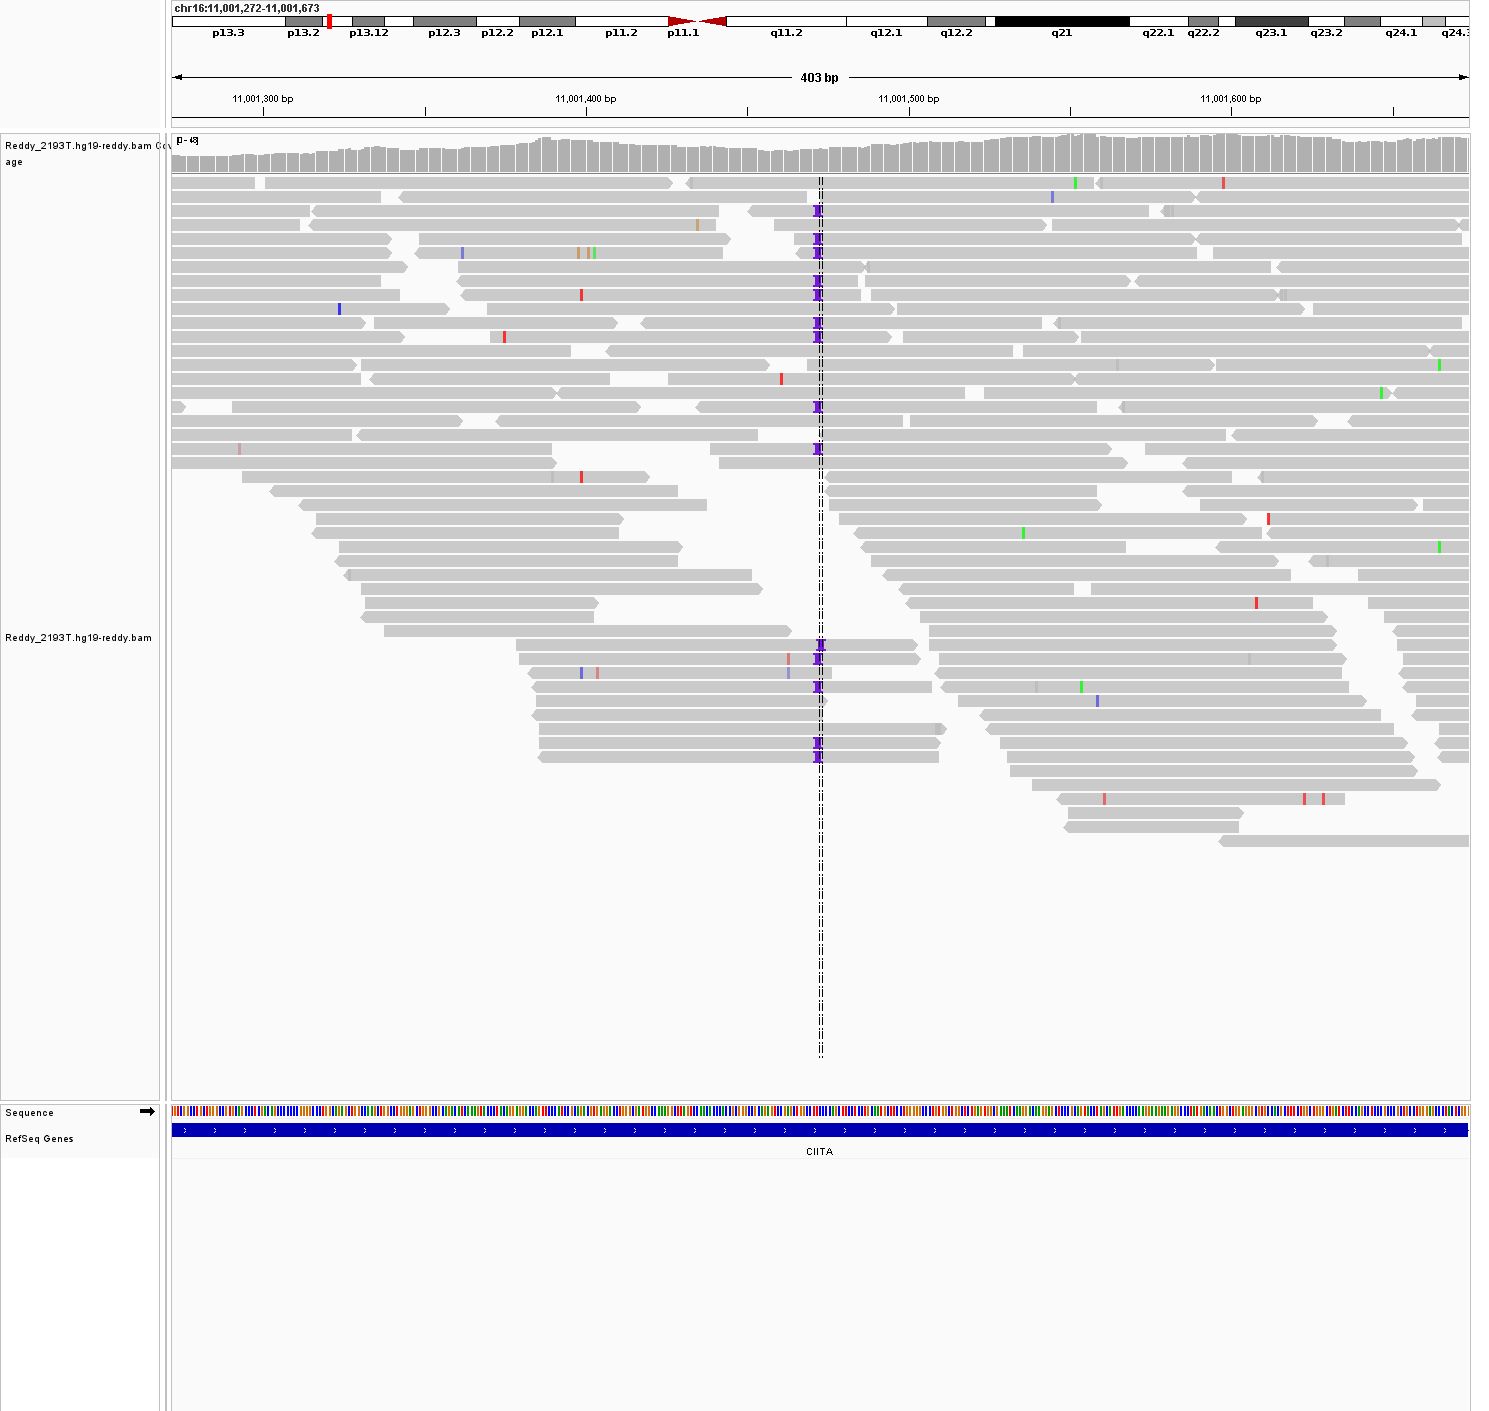 chr16:11,001,272-11,001,673
p13.3 p13.2 p13.12 p12.3 p12.2 p12.1 p11.2 p11.1 q11.2 q12.1 q12.2 q21 q22.1 q22.2 q23.1 q23.2 q24.1 q24.3
403 bp
11,001,300 bp 11,001,400 bp 11,001,500 bp 11,001,600 bp
Reddy_2193T.hg19-reddy.bam Cov
age
[0 - 48]
Reddy_2193T.hg19-reddy.bam
Sequence
RefSeq Genes
CIITA